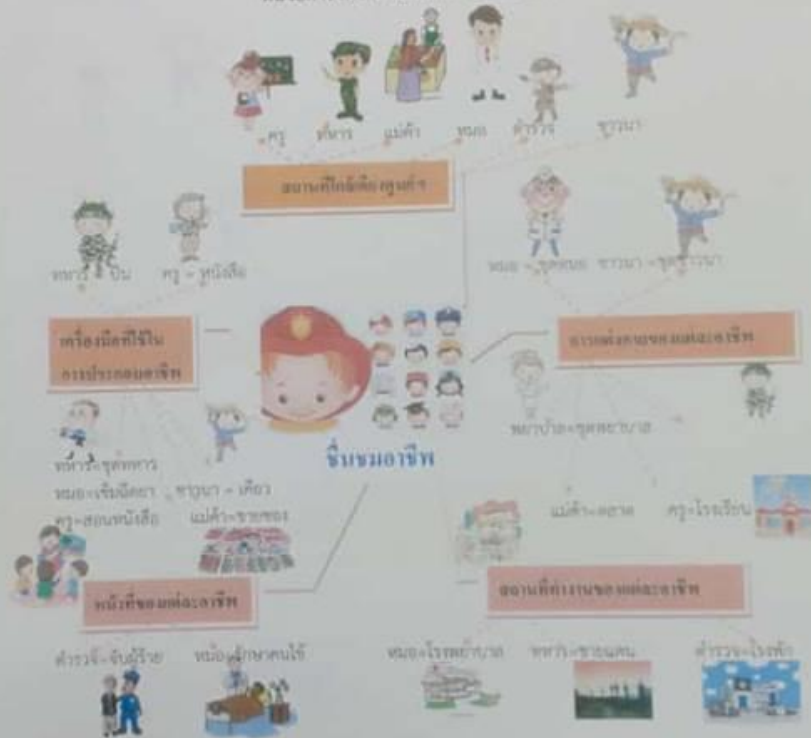 ครู ทหาร แม่ค้า หมอ ตำรวจ ชาวนา
สถานที่ใกล้เคียงศูนย์ฯ
ทหาร = ปืน ครู = หนังสือ
หมอ = ชุดหมอ ชาวนา =ชุดชาวนา
เครื่องมือที่ใช้ใน
การประกอบอาชีพ
การแต่งกายของแต่ละอาชีพ
พยาบาล=ชุดพยาบาล
ชื่นชมอาชีพ
ทหาร=ชุดทหาร
หมอ=เข็มฉีดยา ชาวนา = เคียว
ครู=สอนหนังสือ แม่ค้า=ขายของ
แม่ค้า=ตลาด ครู=โรงเรียน
หน้าที่ของแต่ละอาชีพ
สถานที่ทำงานของแต่ละอาชีพ
ตำรวจ=จับผู้ร้าย หมอ=รักษาคนไข้
หมอ=โรงพยาบาล ทหาร=ชายแดน ตำรวจ=โรงพัก